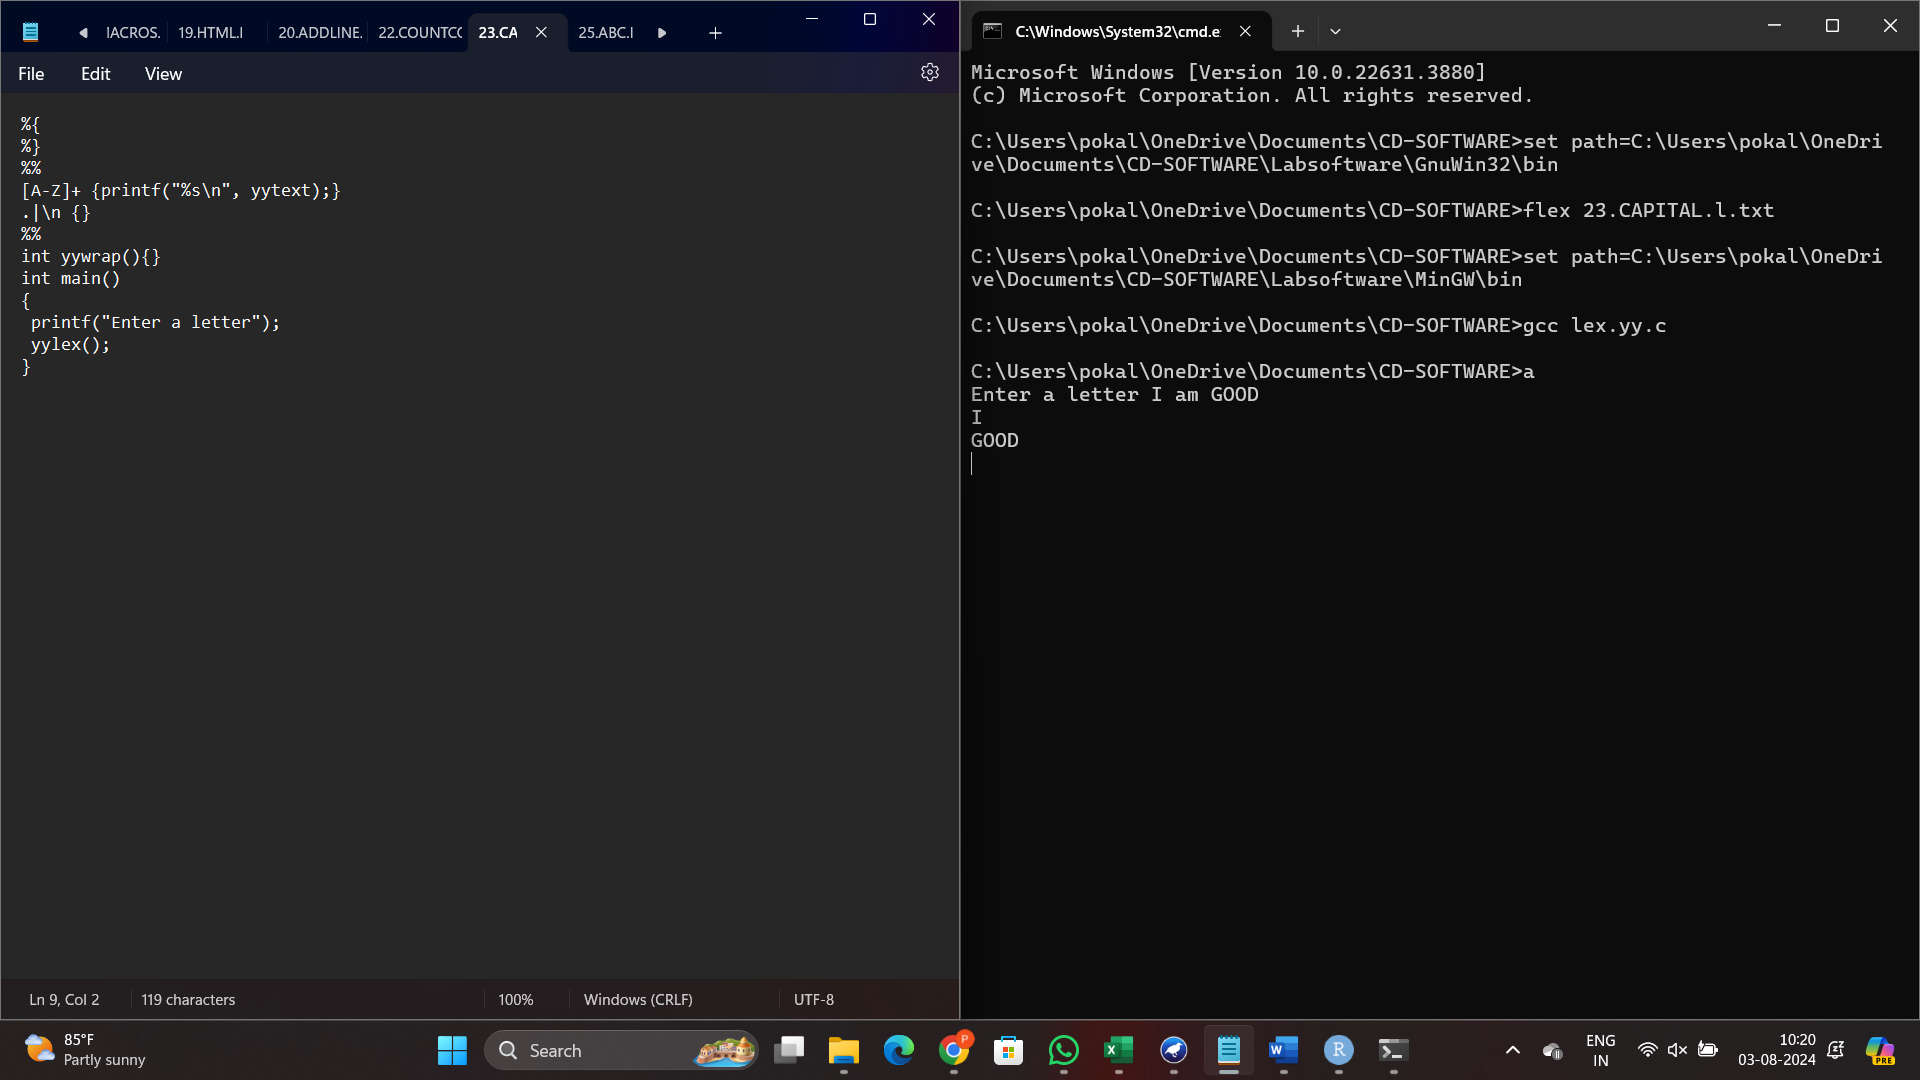 IACROS. 19.HTML.l 20.ADDLINE. 22.COUNTCC 23.CA 25.ABC.l
File Edit View
%{
%}
%%
[A-Z]+ {printf("%s\n", yytext);}
.|\n {}
%%
int yywrap(){}
int main()
{
 printf("Enter a letter");
 yylex();
}
Ln 9, Col 2 119 characters 100% Windows (CRLF) UTF-8
C:\Windows\System32\cmd.e
Microsoft Windows [Version 10.0.22631.3880]
(c) Microsoft Corporation. All rights reserved.
C:\Users\pokal\OneDrive\Documents\CD-SOFTWARE>set path=C:\Users\pokal\OneDri
ve\Documents\CD-SOFTWARE\Labsoftware\GnuWin32\bin
C:\Users\pokal\OneDrive\Documents\CD-SOFTWARE>flex 23.CAPITAL.l.txt
C:\Users\pokal\OneDrive\Documents\CD-SOFTWARE>set path=C:\Users\pokal\OneDri
ve\Documents\CD-SOFTWARE\Labsoftware\MinGW\bin
C:\Users\pokal\OneDrive\Documents\CD-SOFTWARE>gcc lex.yy.c
C:\Users\pokal\OneDrive\Documents\CD-SOFTWARE>a
Enter a letter I am GOOD
I
GOOD
85°F
Partly sunny
Search
P
X
W
R
ENG
IN
10:20
03-08-2024
PRE